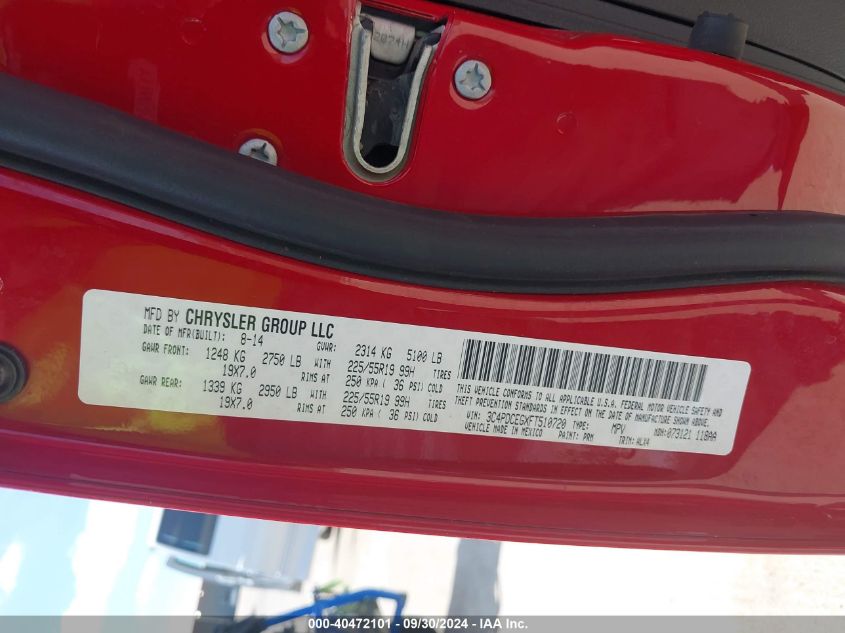 2074H
MFD BY CHRYSLER GROUP LLC
DATE OF MFR(BUILT): 8-14 GVWR: 2314 KG 5100 LB
GAWR FRONT: 1248 KG 2750 LB WITH 225/55R19 99H TIRES
19X7.0 RIMS AT 250 KPA ( 36 PSI) COLD
GAWR REAR: 1339 KG 2950 LB WITH 225/55R19 99H TIRES
19X7.0 RIMS AT 250 KPA ( 36 PSI) COLD
THIS VEHICLE CONFORMS TO ALL APPLICABLE U.S.A. FEDERAL MOTOR VEHICLE SAFETY AND
THEFT PREVENTION STANDARDS IN EFFECT ON THE DATE OF MANUFACTURE SHOWN ABOVE.
VIN: 3C4PDCEGXFT510720 TYPE: MPV MDH: 073121 118AA
VEHICLE MADE IN MEXICO PAINT: PRM TRIM: ALX4
000-40472101 - 09/30/2024 - IAA Inc.